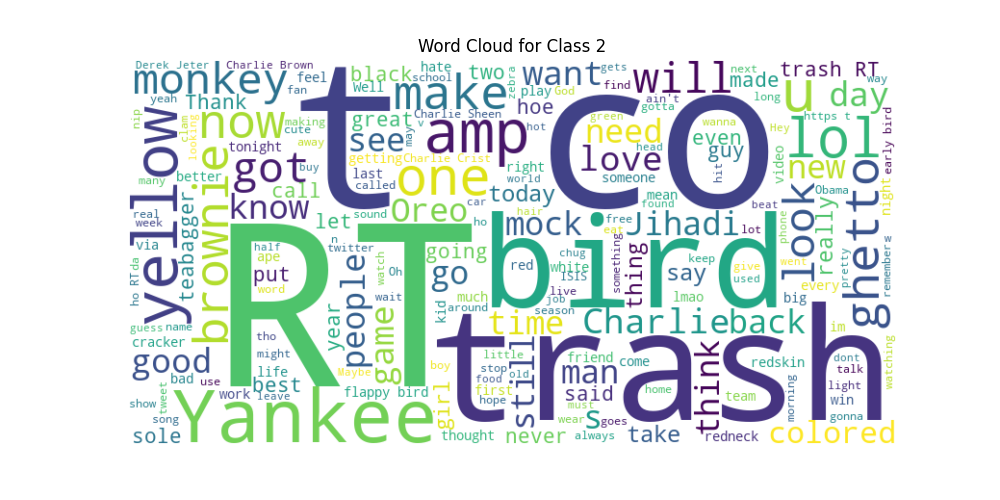 Word Cloud for Class 2
Derek Jeter
Charlie Brown
hate
two
want
gets
will
next
made
trash RT
way
monkey
feel
fan
black
Well
school
make
zebra
play
God
find
ain't
gotta
long
u
day
yeah
Thank
t
co
great
Charlie Sheen
v
hoe
hot
green
need
wanna
even
Hey
https t
lol
nip
yellow
clam
looking
now
making
cute
away
see
may
amp
love
head
guy
hit
video
new
early bird
many
better
tonight
got
buy
last
called
getting
Charlie Crist
one
right
world
someone
mean
found
beat
Obama
night
real
week
brownie
call
know
let
sound
Oreo
car
ho
today
hair
mock
eat
free
Jihadi
lot
phone
look
really
every
ghetto
via
teabagger
RT
n
twitter
half
ape
put
word
people
watch
Oh
going
go
bird
red
chug
white
ISIS
something
thing
say
keep
give
used
went
pretty
remember
w
ho RT
da
wait
much
around
live
job
season
lmao
big
guess
name
cracker
tho
year
game
kid
time
Charlieback
im
good
might
life
Maybe
boy
trash
little
stop
food
old
still
friend
man
come
think
redskin
dont
talk
watching
bad
use
best
leave
flappy bird
girl
first
hope
said
home
team
morning
light
win
show
tweet
work
wear
must
s
goes
gonna
song
sole
Yankee
thought
never
always
take
redneck
colored